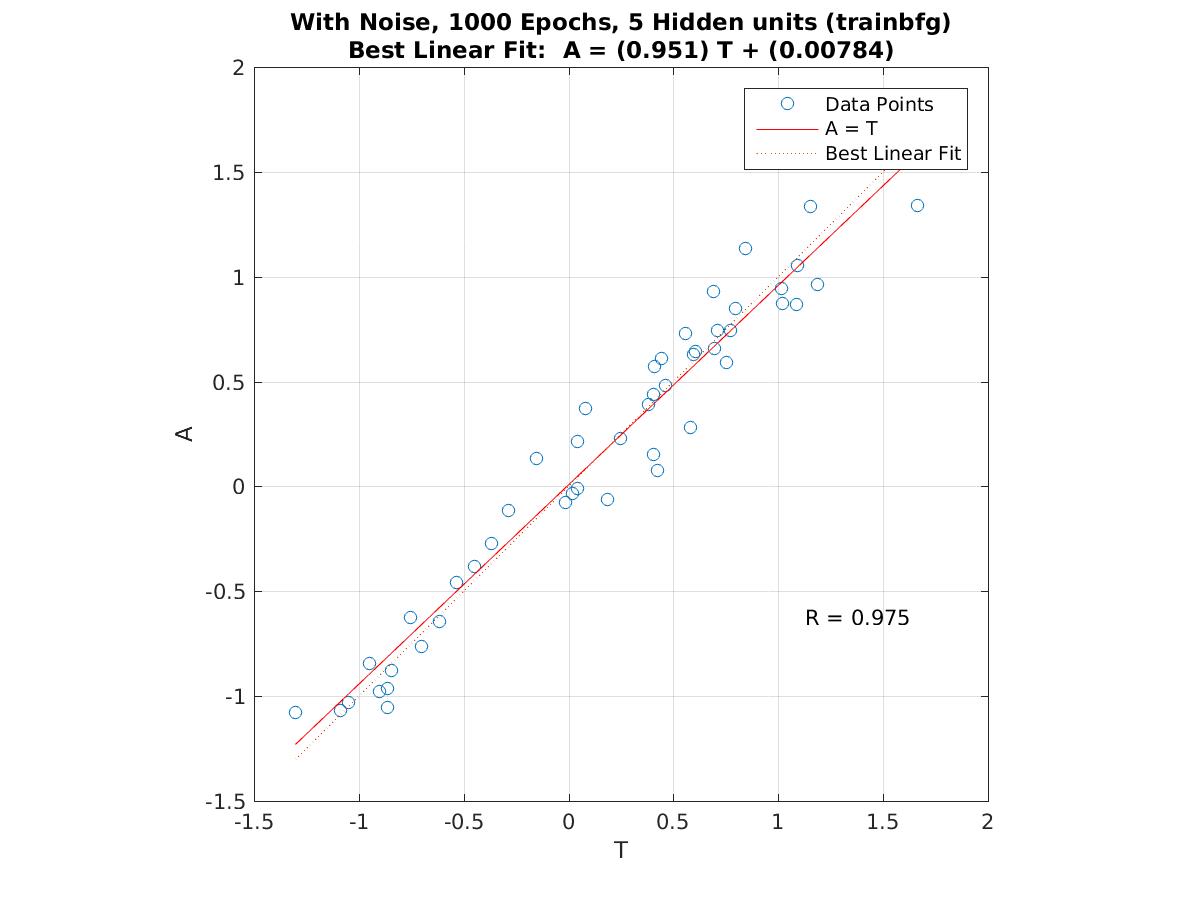 With Noise, 1000 Epochs, 5 Hidden units (trainbfg)
Best Linear Fit:  A = (0.951) T + (0.00784)
2
1.5
1
0.5
0
-0.5
-1
-1.5
A
Data Points
A = T
Best Linear Fit
R = 0.975
-1.5 -1 -0.5 0 0.5 1 1.5 2
T